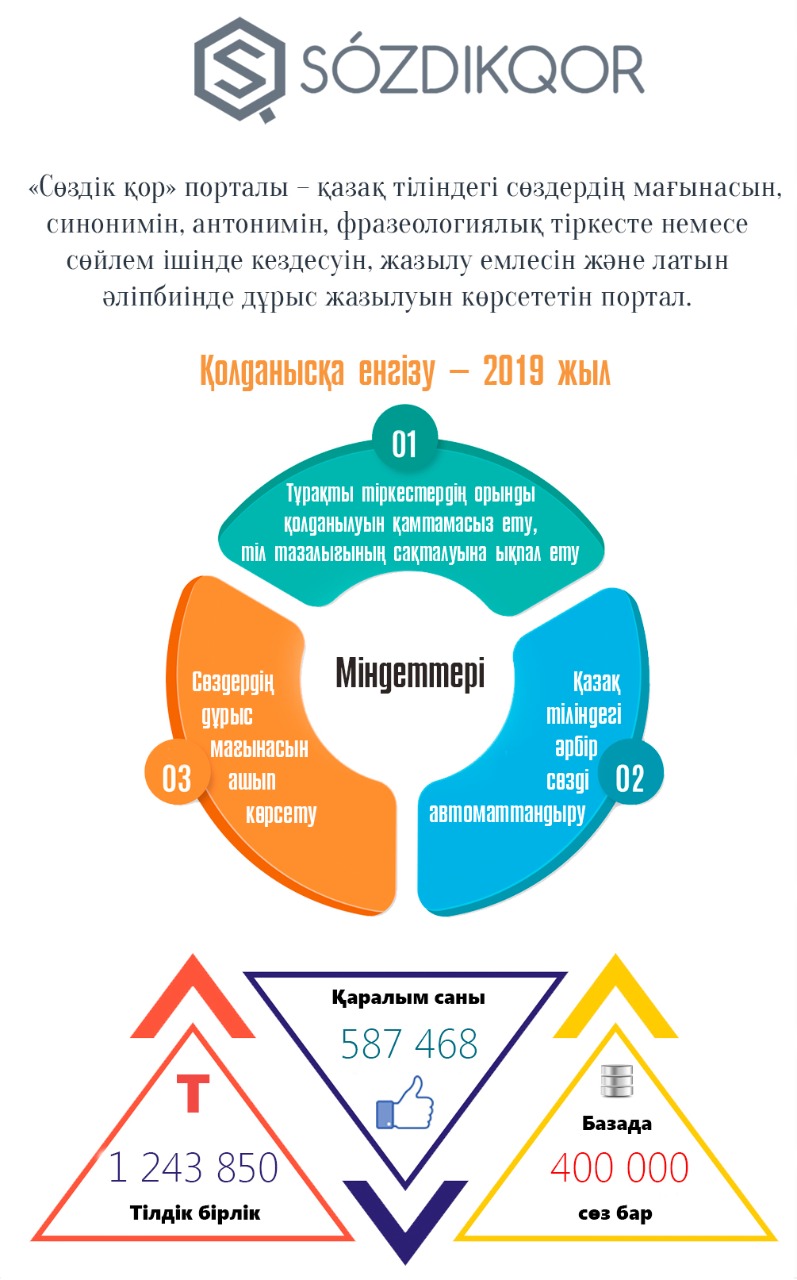 SÓZDIKQOR
«Сөздік қор» порталы – қазақ тіліндегі сөздердің мағынасын,
синонимін, антонимін, фразеологиялық тіркесте немесе
сөйлем ішінде кездесуін, жазылу емлесін және латын
әліпбиінде дұрыс жазылуын көрсететін портал.
Қолданысқа енгізу – 2019 жыл
01
Тұрақты тіркестердің орынды
қолданылуын қамтамасыз ету,
тіл тазалығының сақталуына ықпал ету
Міндеттері
Қазақ
тіліндегі
әрбір
сөзді
автоматтандыру
02
Сөздердің
дұрыс
мағынасын
ашып
көрсету
03
Т
1 243 850
Тілдік бірлік
Қаралым саны
587 468
Базада
400 000
сөз бар